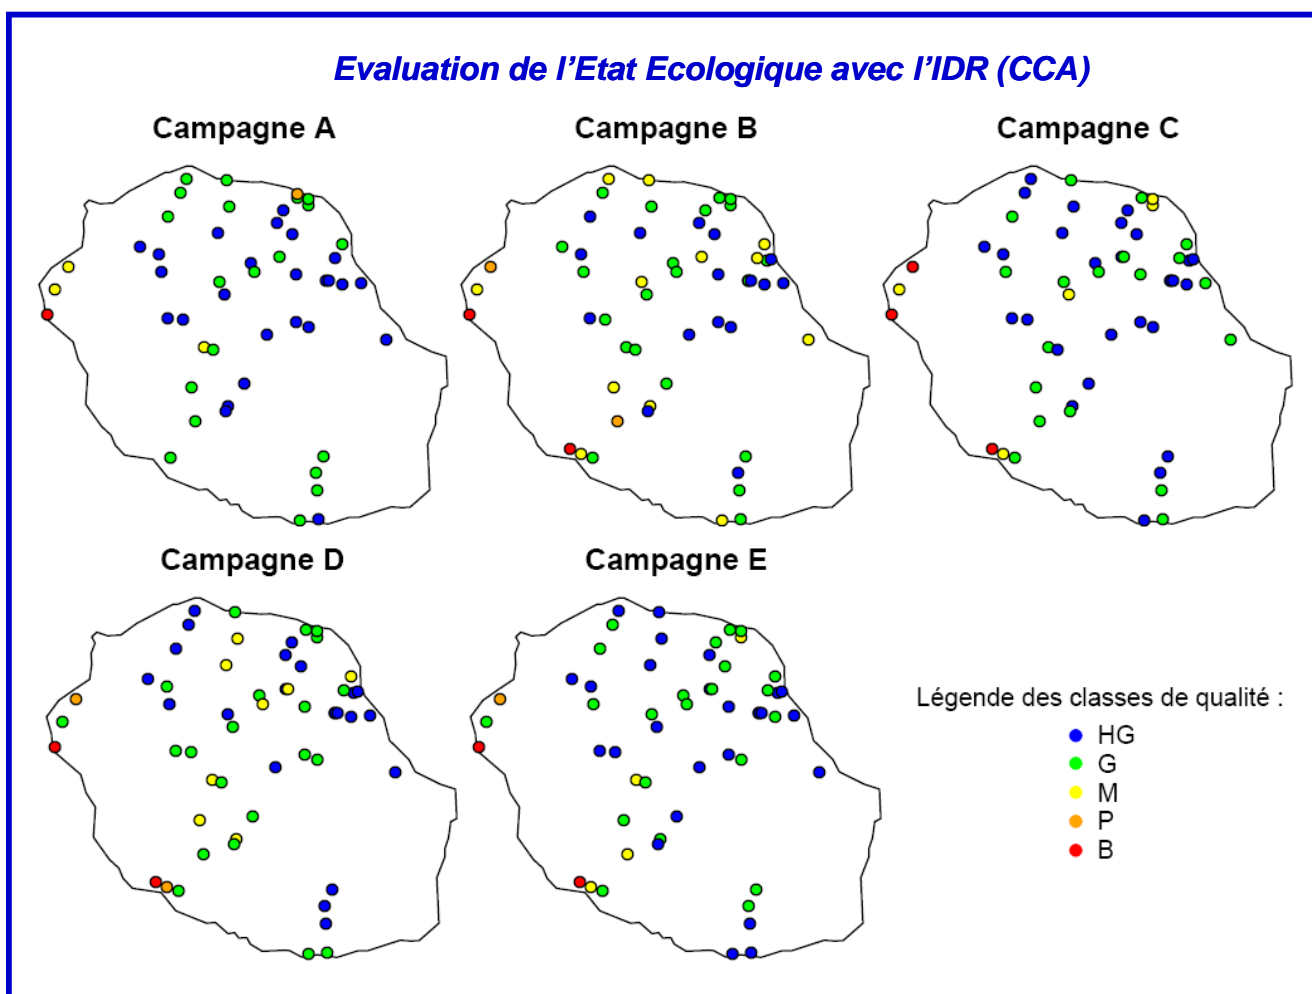 Evaluation de l'Etat Ecologique avec l'IDR (CCA)
Campagne A
Campagne B
Campagne C
Campagne D
Campagne E
Légende des classes de qualité :
HG
G
M
P
B